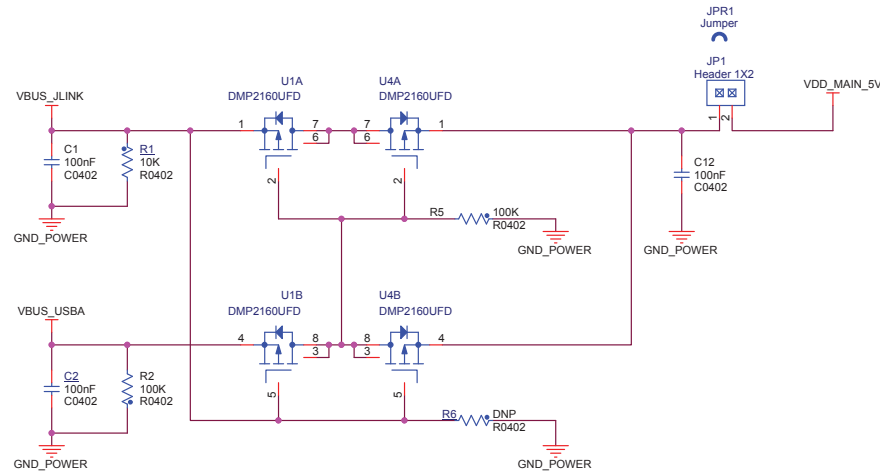 JPR1
Jumper
JP1
Header 1X2
VDD_MAIN_5V
1
2
U1A
DMP2160UFD
U4A
DMP2160UFD
VBUS_JLINK
1
7
6
7
6
1
C1
100nF
C0402
R1
10K
R0402
2
2
C12
100nF
C0402
R5
100K
R0402
GND_POWER
GND_POWER
GND_POWER
U1B
DMP2160UFD
U4B
DMP2160UFD
VBUS_USBA
4
8
3
8
3
4
C2
100nF
C0402
R2
100K
R0402
5
5
R6
DNP
R0402
GND_POWER
GND_POWER